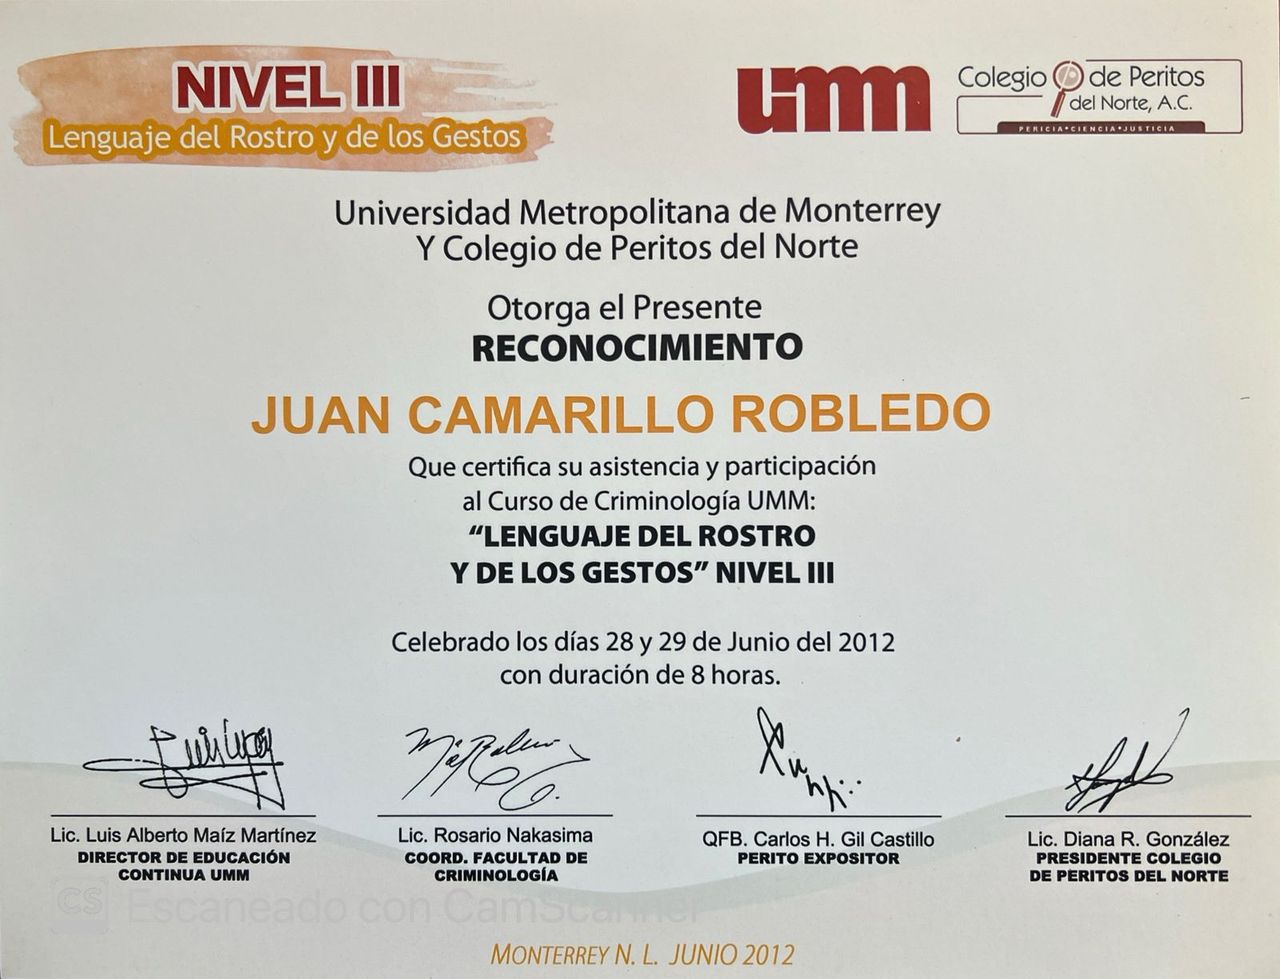 NIVEL III
Lenguaje del Rostro y de los Gestos
umm
Colegio de Peritos
del Norte, A.C.
PERICIA•CIENCIA•JUSTICIA
Universidad Metropolitana de Monterrey
Y Colegio de Peritos del Norte
Otorga el Presente
RECONOCIMIENTO
JUAN CAMARILLO ROBLEDO
Que certifica su asistencia y participación
al Curso de Criminología UMM:
“LENGUAJE DEL ROSTRO
Y DE LOS GESTOS” NIVEL III
Celebrado los días 28 y 29 de Junio del 2012
con duración de 8 horas.
Lic. Luis Alberto Maíz Martínez
DIRECTOR DE EDUCACIÓN
CONTINUA UMM
Lic. Rosario Nakasima
COORD. FACULTAD DE
CRIMINOLOGÍA
QFB. Carlos H. Gil Castillo
PERITO EXPOSITOR
Lic. Diana R. González
PRESIDENTE COLEGIO
DE PERITOS DEL NORTE
CS Escaneado con CamScanner
MONTERREY N. L. JUNIO 2012